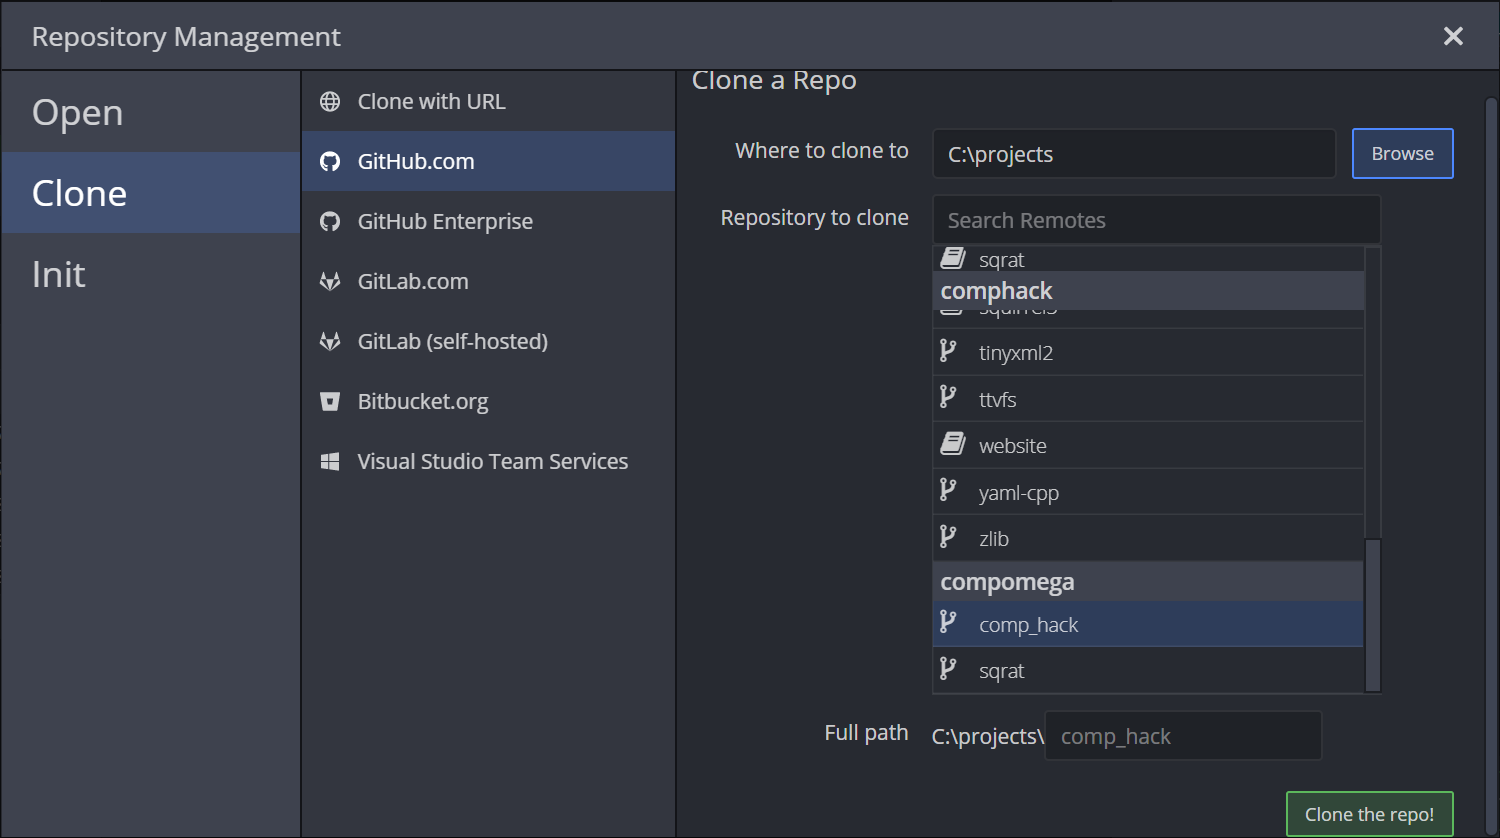 Repository Management
Open
Clone
Init
Clone with URL
GitHub.com
GitHub Enterprise
GitLab.com
GitLab (self-hosted)
Bitbucket.org
Visual Studio Team Services
Clone a Repo
Where to clone to
C:\projects
Browse
Repository to clone
Search Remotes
sqrat
comphack
squirrel3
tinyxml2
ttvfs
website
yaml-cpp
zlib
compomega
comp_hack
sqrat
Full path
C:\projects\
comp_hack
Clone the repo!